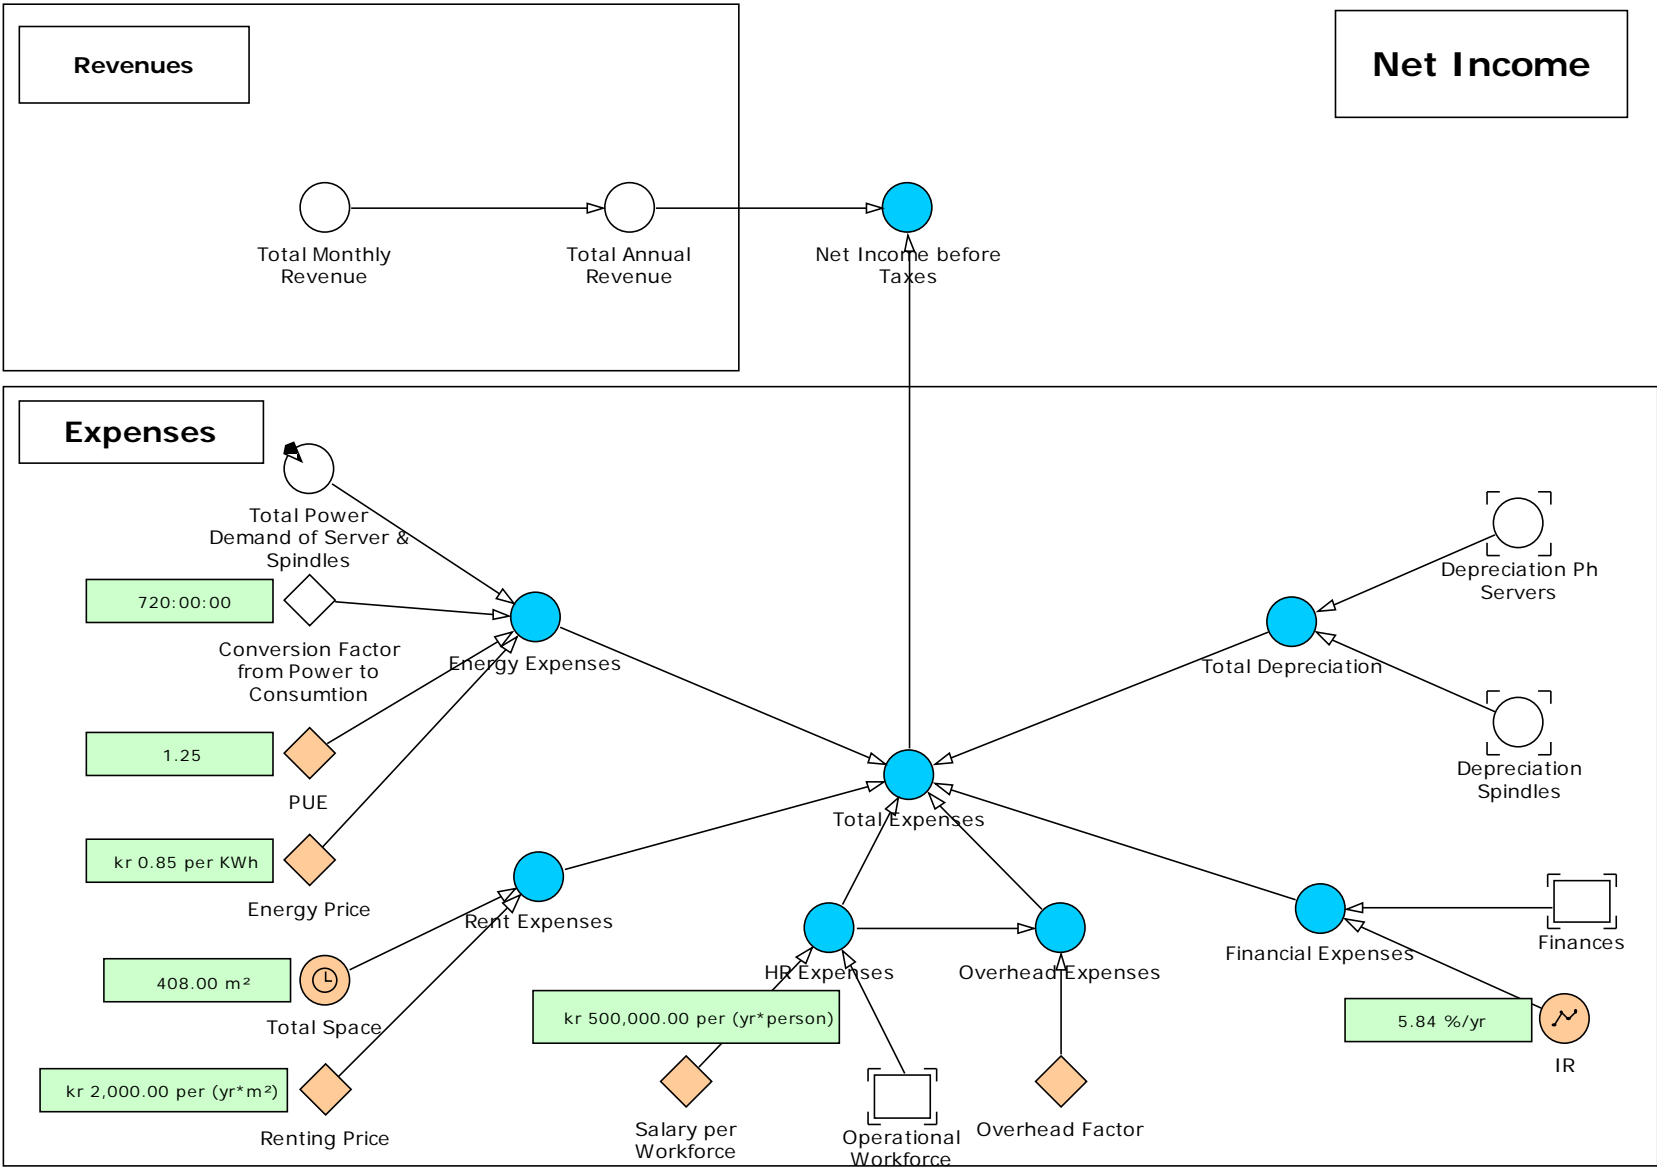 Revenues
Net Income
Total Monthly
Revenue
Total Annual
Revenue
Net Income before
Taxes
Expenses
Total Power
Demand of Server &
Spindles
720:00:00
Conversion Factor
from Power to
Consumtion
Energy Expenses
1.25
PUE
kr 0.85 per KWh
Energy Price
Depreciation Ph
Servers
Total Depreciation
Depreciation
Spindles
Total Expenses
Rent Expenses
408.00 m²
Total Space
kr 2,000.00 per (yr*m²)
Renting Price
HR Expenses
Overhead Expenses
kr 500,000.00 per (yr*person)
Salary per
Workforce
Operational
Workforce
Overhead Factor
Financial Expenses
Finances
5.84 %/yr
IR